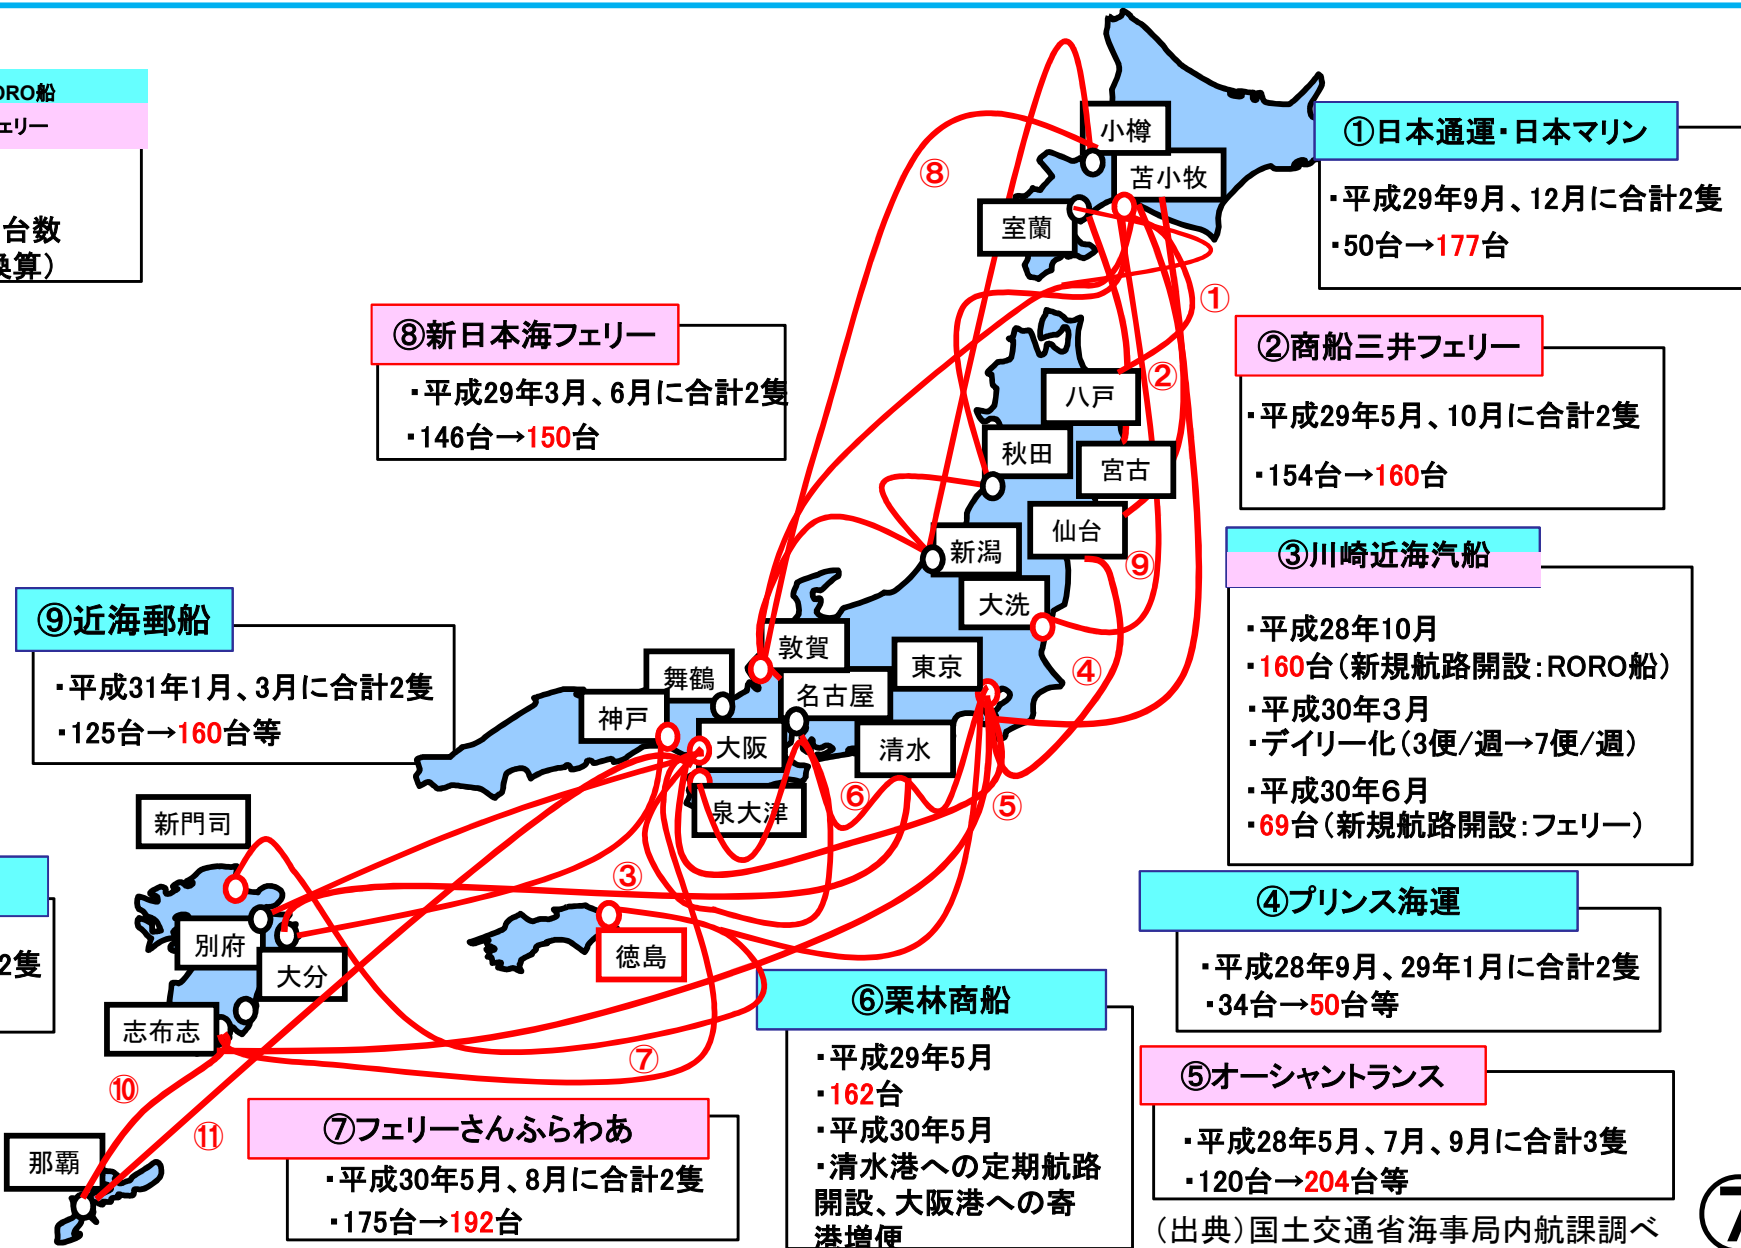 RO船
ェリー
台数
換算）
小樽
苫小牧
室蘭
⑧
①
②
八戸
秋田
宮古
仙台
新潟
⑨
大洗
④
敦賀
東京
舞鶴
名古屋
神戸
大阪
清水
泉大津
⑥
⑤
新門司
③
別府
大分
徳島
志布志
⑦
⑩
⑪
那覇
①日本通運・日本マリン
・平成29年9月、12月に合計2隻
・50台→177台
②商船三井フェリー
・平成29年5月、10月に合計2隻
・154台→160台
③川崎近海汽船
・平成28年10月
・160台（新規航路開設：RORO船）
・平成30年３月
・デイリー化（3便/週→7便/週）
・平成30年６月
・69台（新規航路開設：フェリー）
④プリンス海運
・平成28年9月、29年1月に合計2隻
・34台→50台等
⑤オーシャントランス
・平成28年5月、7月、9月に合計3隻
・120台→204台等
⑥栗林商船
・平成29年5月
・162台
・平成30年5月
・清水港への定期航路
開設、大阪港への寄
港増便
⑦フェリーさんふらわあ
・平成30年5月、8月に合計2隻
・175台→192台
⑧新日本海フェリー
・平成29年3月、6月に合計2隻
・146台→150台
⑨近海郵船
・平成31年1月、3月に合計2隻
・125台→160台等
2隻
（出典）国土交通省海事局内航課調べ
7